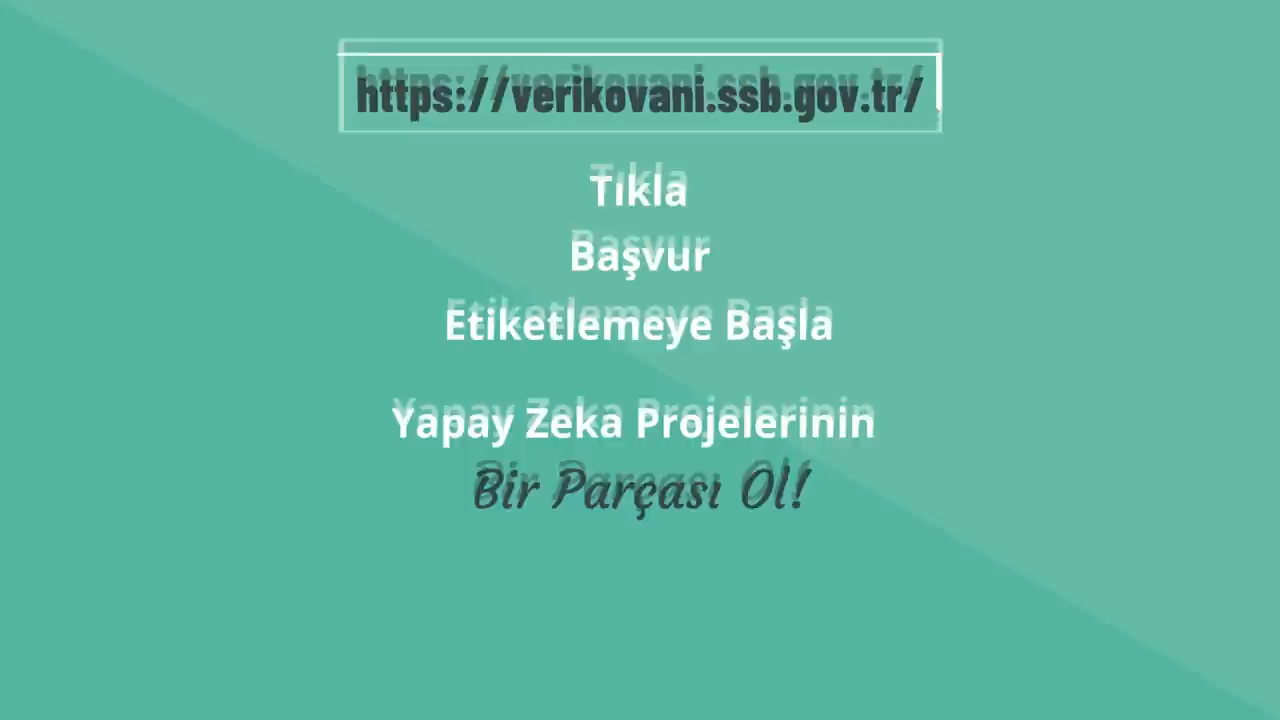 https://verikovani.ssb.gov.tr/
Tıkla
Başvur
Etiketlemeye Başla
Yapay Zeka Projelerinin
Bir Parçası Ol!